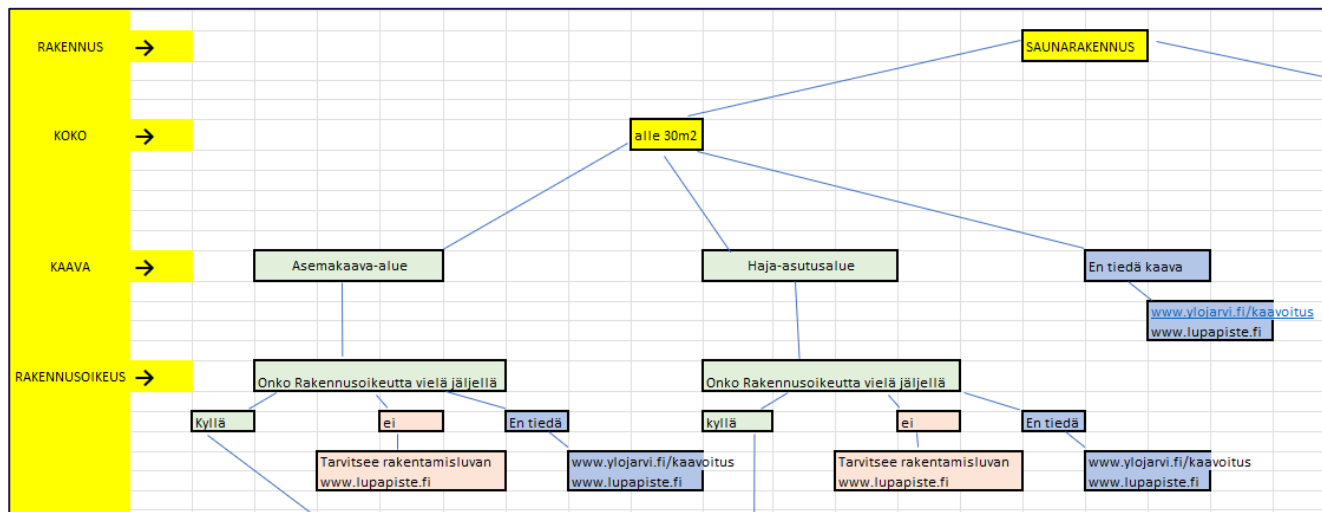 RAKENNUS → SAUNARAKENNUS
KOKO → alle 30m2
KAAVA → Asemakaava-alue Haja-asutusalue En tiedä kaava
www.ylojarvi.fi/kaavoitus
www.lupapiste.fi
RAKENNUSOIKEUS → Onko Rakennusoikeutta vielä jäljellä Onko Rakennusoikeutta vielä jäljellä
Kyllä ei En tiedä kyllä ei En tiedä
Tarvitsee rakentamisluvan www.ylojarvi.fi/kaavoitus Tarvitsee rakentamisluvan www.ylojarvi.fi/kaavoitus
www.lupapiste.fi www.lupapiste.fi www.lupapiste.fi www.lupapiste.fi